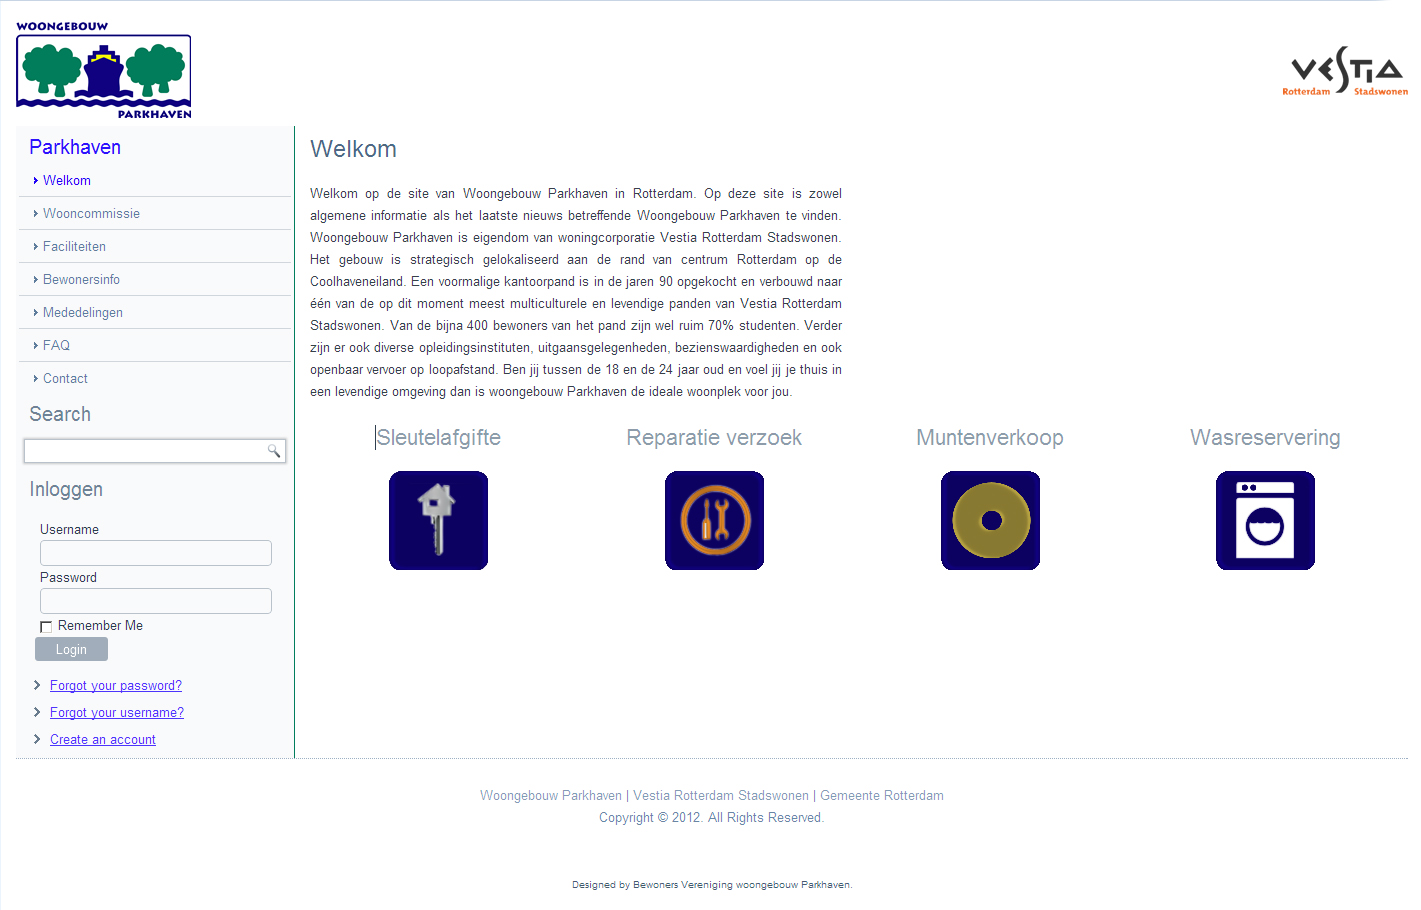 WOONGEBOUW
PARKHAVEN
VESTIA
Rotterdam Stadswonen
Parkhaven
Welkom
Wooncommissie
Faciliteiten
Bewonersinfo
Mededelingen
FAQ
Contact
Search
Inloggen
Username
Password
Remember Me
Login
Forgot your password?
Forgot your username?
Create an account
Welkom
Welkom op de site van Woongebouw Parkhaven in Rotterdam. Op deze site is zowel
algemene informatie als het laatste nieuws betreffende Woongebouw Parkhaven te vinden.
Woongebouw Parkhaven is eigendom van woningcorporatie Vestia Rotterdam Stadswonen.
Het gebouw is strategisch gelokaliseerd aan de rand van centrum Rotterdam op de
Coolhaveneiland. Een voormalige kantoorpand is in de jaren 90 opgekocht en verbouwd naar
één van de op dit moment meest multiculturele en levendige panden van Vestia Rotterdam
Stadswonen. Van de bijna 400 bewoners van het pand zijn wel ruim 70% studenten. Verder
zijn er ook diverse opleidingsinstituten, uitgaansgelegenheden, bezienswaardigheden en ook
openbaar vervoer op loopafstand. Ben jij tussen de 18 en de 24 jaar oud en voel jij je thuis in
een levendige omgeving dan is woongebouw Parkhaven de ideale woonplek voor jou.
Sleutelafgifte
Reparatie verzoek
Muntenverkoop
Wasreservering
Woongebouw Parkhaven | Vestia Rotterdam Stadswonen | Gemeente Rotterdam
Copyright © 2012. All Rights Reserved.
Designed by Bewoners Vereniging woongebouw Parkhaven.